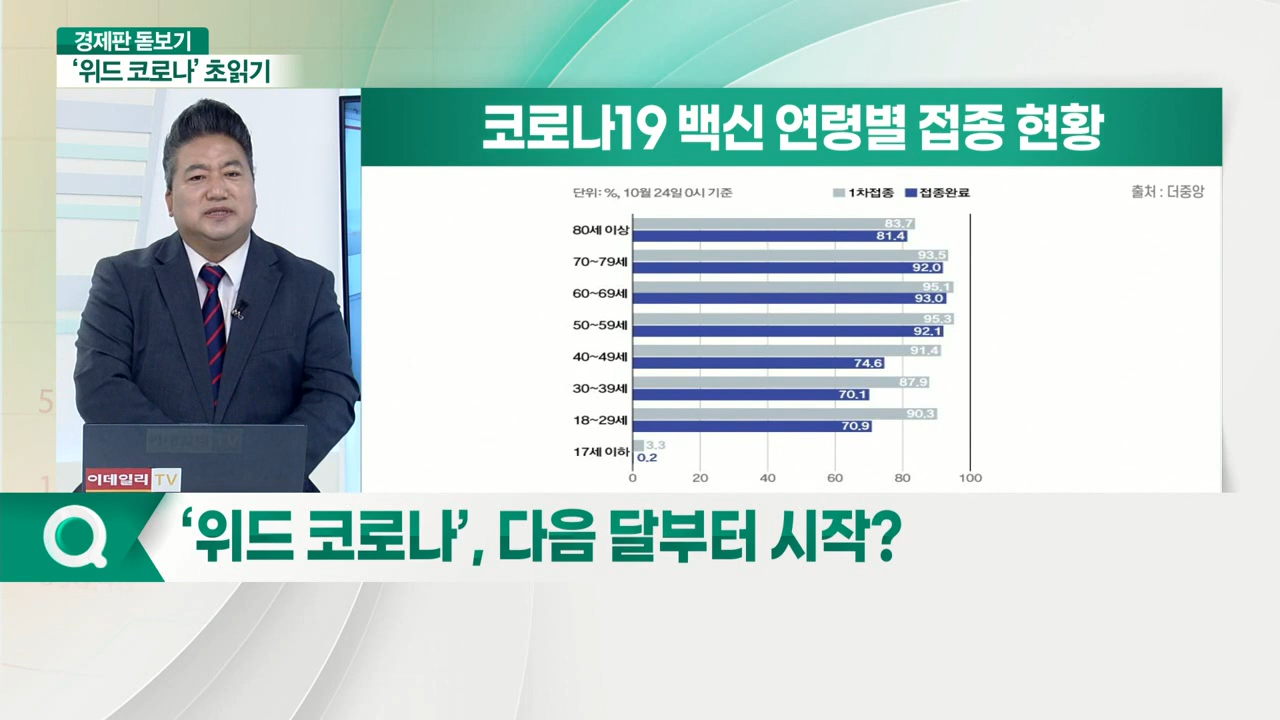 경제판 돋보기
‘위드 코로나’ 초읽기
코로나19 백신 연령별 접종 현황
단위: %, 10월 24일 0시 기준
1차접종 접종완료
출처 : 더중앙
80세 이상 83.7
81.4
70~79세 93.5
92.0
60~69세 95.1
93.0
50~59세 95.3
92.1
40~49세 91.4
74.6
30~39세 87.9
70.1
18~29세 90.3
70.9
17세 이하 3.3
0.2
0 20 40 60 80 100
이데일리 TV
‘위드 코로나’, 다음 달부터 시작?